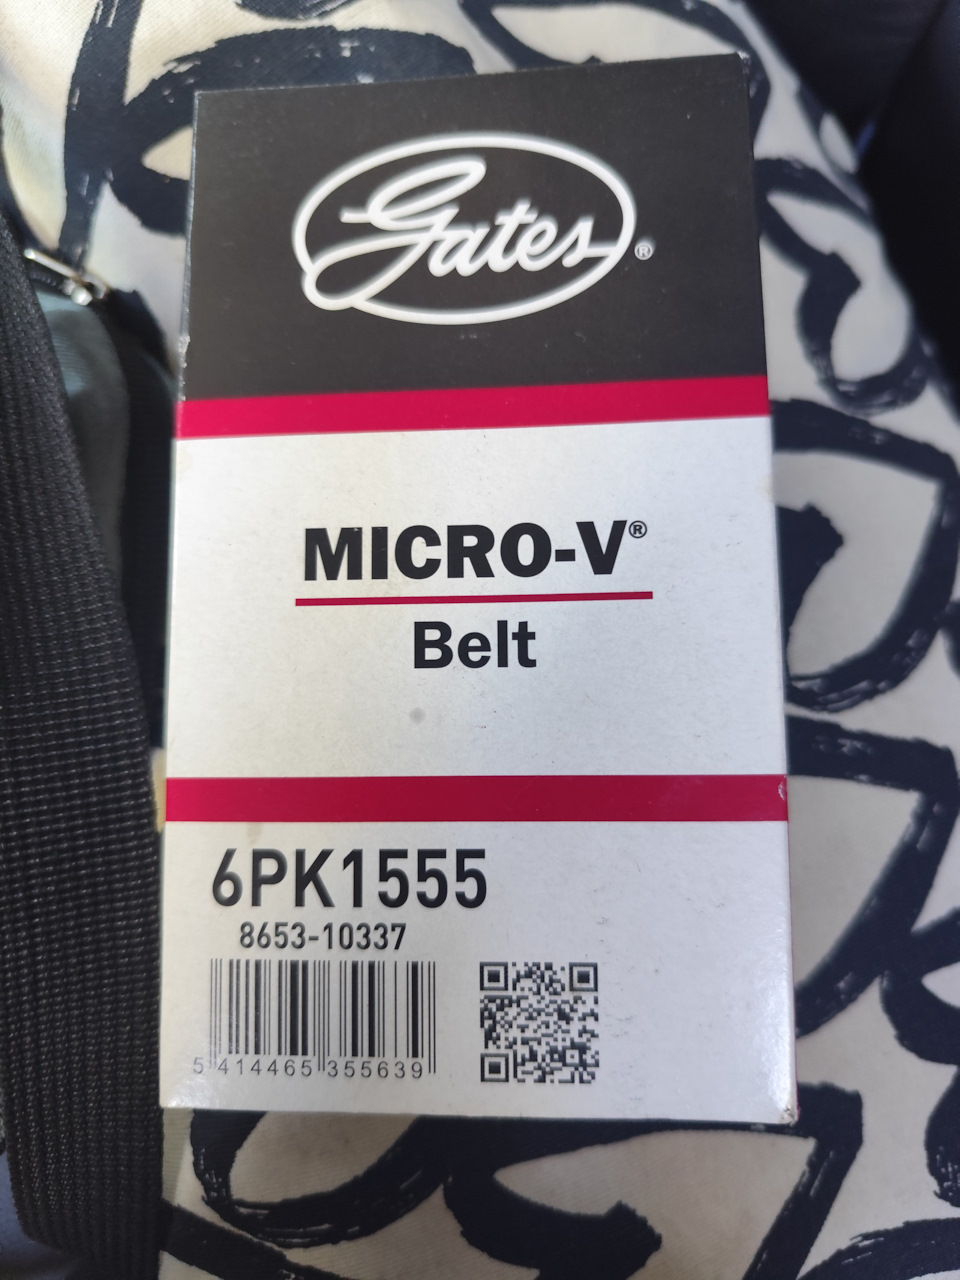 Gates®
MICRO-V®
Belt
6PK1555
8653-10337
5 414465 355639